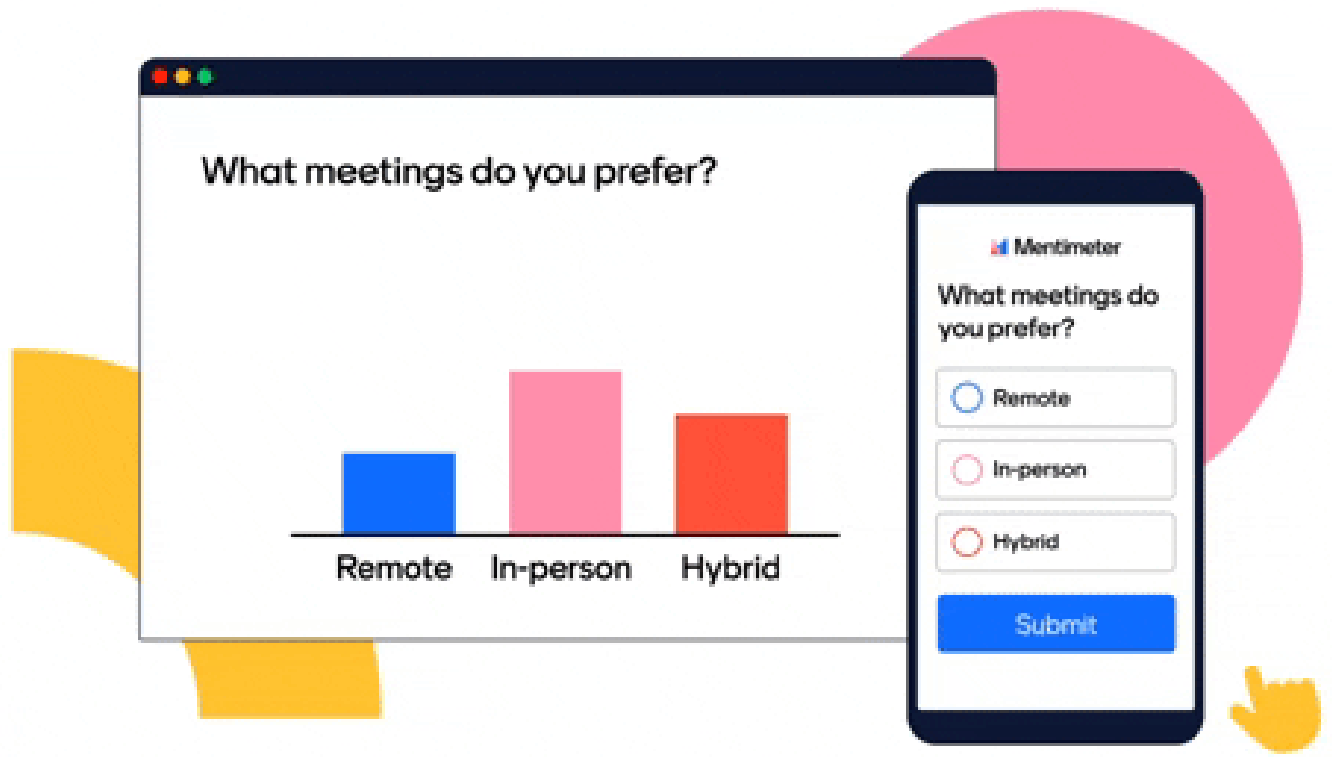 What meetings do you prefer?
Remote
In-person
Hybrid
Mentimeter
What meetings do
you prefer?
Remote
In-person
Hybrid
Submit